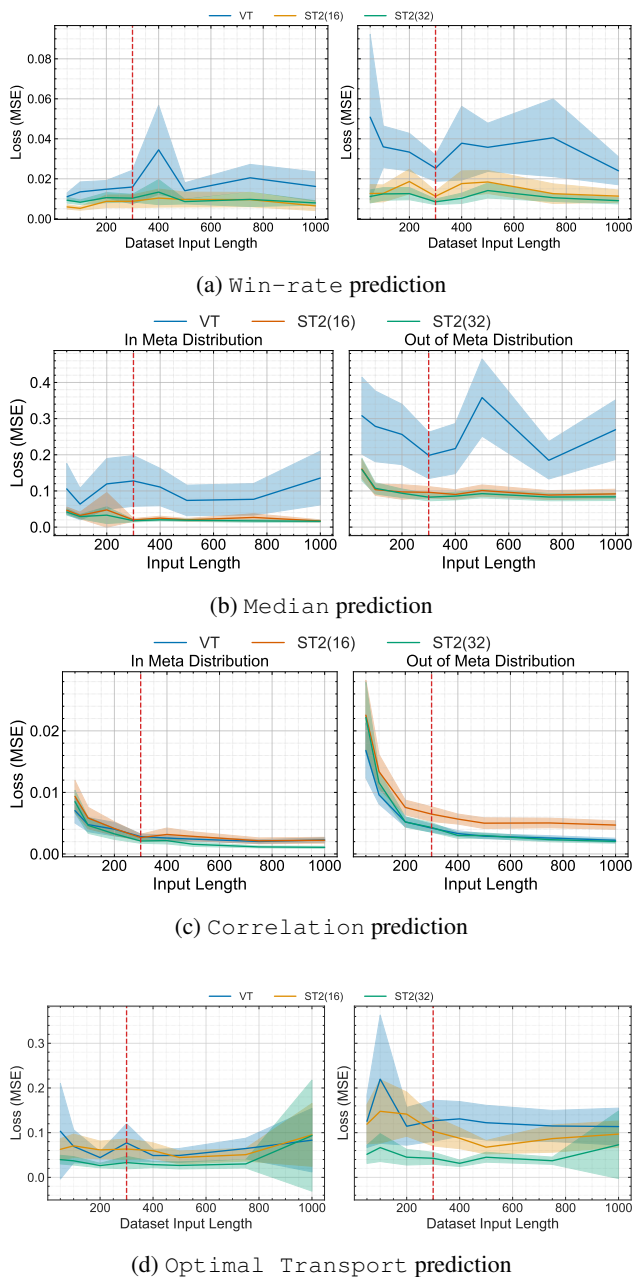 VT ST2(16) ST2(32)
Loss (MSE)
0.08
0.06
0.04
0.02
0.00
200 400 600 800 1000
Dataset Input Length
Loss (MSE)
200 400 600 800 1000
Dataset Input Length
(a) Win-rate prediction
VT ST2(16) ST2(32)
In Meta Distribution
Out of Meta Distribution
Loss (MSE)
0.4
0.3
0.2
0.1
0.0
200 400 600 800 1000
Input Length
200 400 600 800 1000
Input Length
(b) Median prediction
VT ST2(16) ST2(32)
In Meta Distribution
Out of Meta Distribution
Loss (MSE)
0.02
0.01
0.00
200 400 600 800 1000
Input Length
200 400 600 800 1000
Input Length
(c) Correlation prediction
VT ST2(16) ST2(32)
Loss (MSE)
0.3
0.2
0.1
0.0
200 400 600 800 1000
Dataset Input Length
Loss (MSE)
200 400 600 800 1000
Dataset Input Length
(d) Optimal Transport prediction